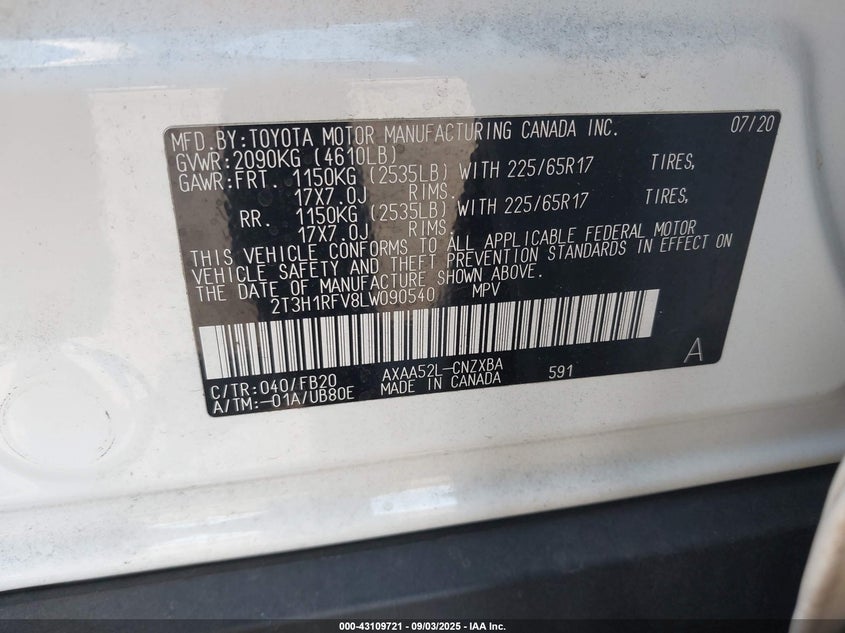 MFD.BY:TOYOTA MOTOR MANUFACTURING CANADA INC. 07/20
GVWR:2090KG (4610LB)
GAWR:FRT. 1150KG (2535LB) WITH 225/65R17 TIRES,
17X7.0J RIMS.
RR. 1150KG (2535LB) WITH 225/65R17 TIRES,
17X7.0J RIMS.
THIS VEHICLE CONFORMS TO ALL APPLICABLE FEDERAL MOTOR
VEHICLE SAFETY AND THEFT PREVENTION STANDARDS IN EFFECT ON
THE DATE OF MANUFACTURE SHOWN ABOVE.
2T3H1RFV8LW090540 MPV
C/TR:040/FB20 AXAA52L-CNZXBA 591 A
A/TM:-01A/UB80E MADE IN CANADA
000-43109721 - 09/03/2025 - IAA Inc.